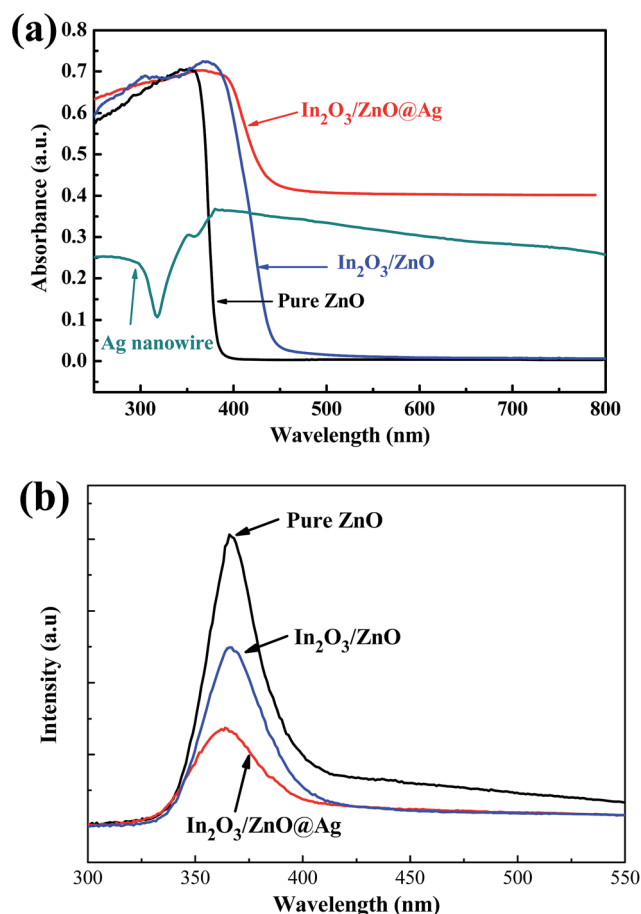 (a)
0.8
0.7
0.6
0.5
0.4
0.3
0.2
0.1
0.0
Absorbance (a.u.)
In₂O₃/ZnO@Ag
In₂O₃/ZnO
Pure ZnO
Ag nanowire
300 400 500 600 700 800
Wavelength (nm)
(b)
Intensity (a.u)
Pure ZnO
In₂O₃/ZnO
In₂O₃/ZnO@Ag
300 350 400 450 500 550
Wavelength (nm)